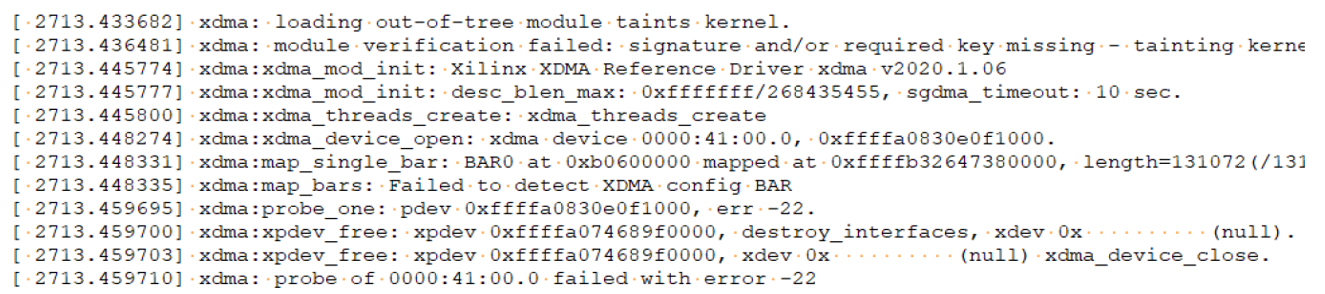 [ 2713.433682] xdma: loading out-of-tree module taints kernel.
[ 2713.436481] xdma: module verification failed: signature and/or required key missing - tainting kerne
[ 2713.445774] xdma:xdma_mod_init: Xilinx XDMA Reference Driver xdma v2020.1.06
[ 2713.445777] xdma:xdma_mod_init: desc_blen_max: 0xfffffff/268435455, sgdma_timeout: 10 sec.
[ 2713.445800] xdma:xdma_threads_create: xdma_threads_create
[ 2713.448274] xdma:xdma_device_open: xdma device 0000:41:00.0, 0xffffa0830e0f1000.
[ 2713.448331] xdma:map_single_bar: BAR0 at 0xb0600000 mapped at 0xffffb32647380000, length=131072(/131
[ 2713.448335] xdma:map_bars: Failed to detect XDMA config BAR
[ 2713.459695] xdma:probe_one: pdev 0xffffa0830e0f1000, err -22.
[ 2713.459700] xdma:xpdev_free: xpdev 0xffffa074689f0000, destroy_interfaces, xdev 0x          (null).
[ 2713.459703] xdma:xpdev_free: xpdev 0xffffa074689f0000, xdev 0x          (null) xdma_device_close.
[ 2713.459710] xdma: probe of 0000:41:00.0 failed with error -22